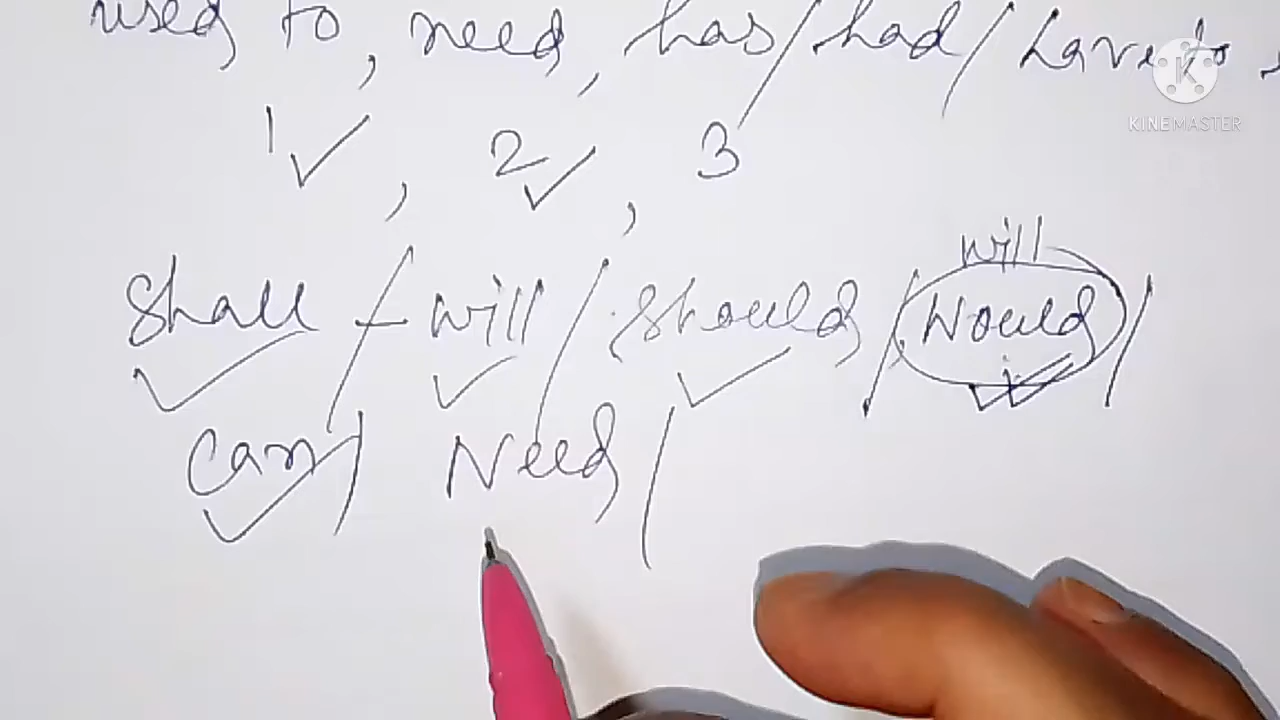 used to, need, has/had/have to
KINEMASTER
1, 2, 3
will
Shall / will / Should / Would /
Can / Need /